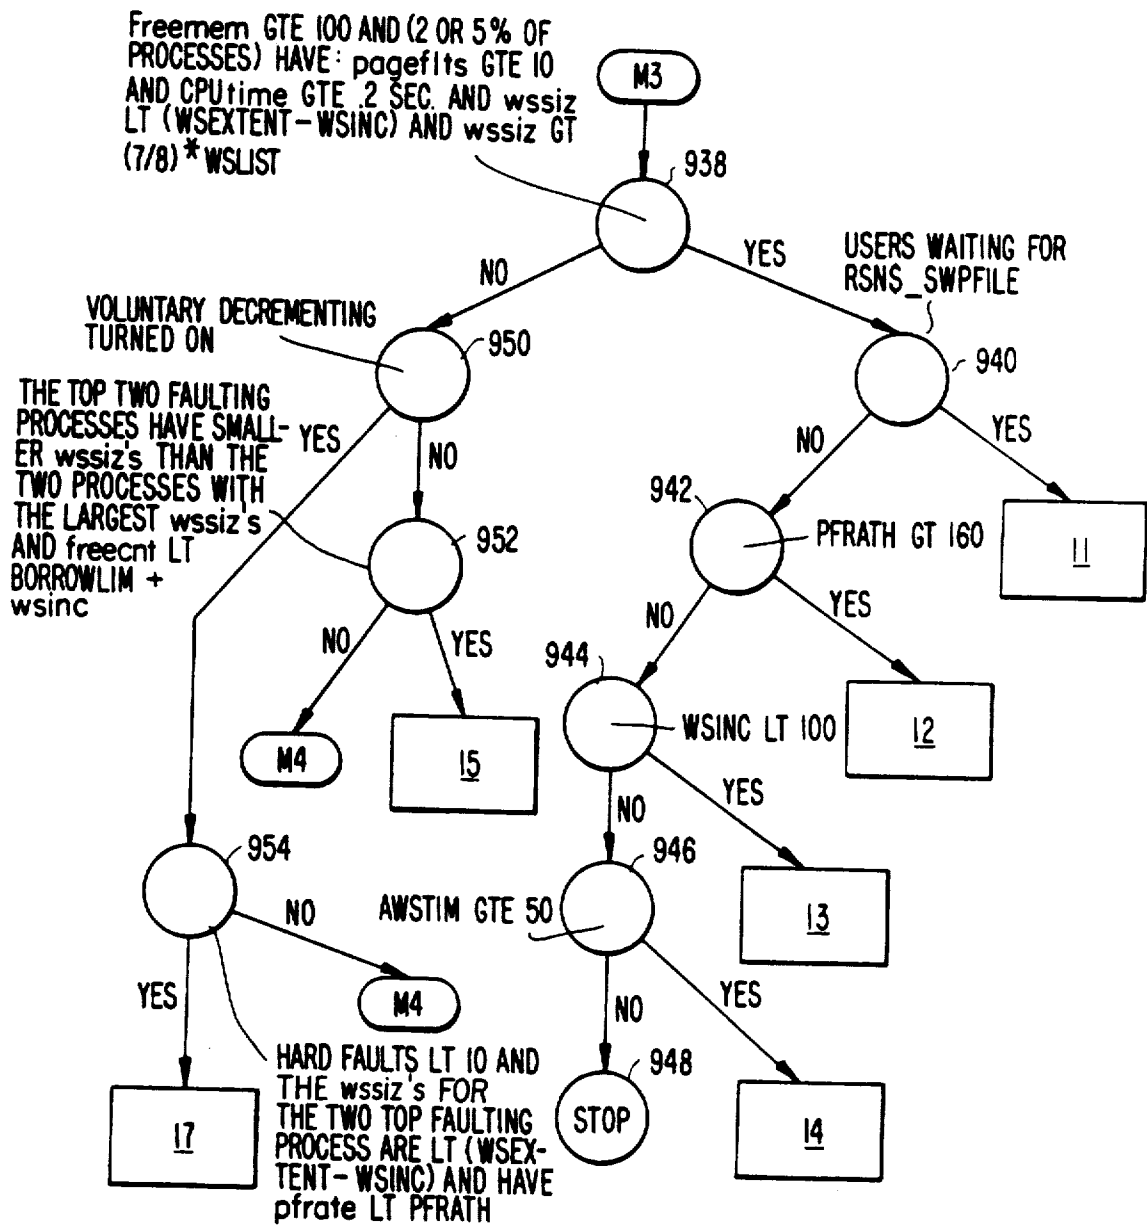 Freemem GTE 100 AND (2 OR 5% OF
PROCESSES) HAVE: pageflts GTE 10
AND CPUtime GTE .2 SEC. AND wssiz
LT (WSEXTENT-WSINC) AND wssiz GT
(7/8)*WSLIST
M3
938
NO
YES
USERS WAITING FOR
RSN$_SWPFILE
VOLUNTARY DECREMENTING
TURNED ON
950
940
THE TOP TWO FAULTING
PROCESSES HAVE SMALL-
ER wssiz's THAN THE
TWO PROCESSES WITH
THE LARGEST wssiz's
AND freecnt LT
BORROWLIM +
wsinc
YES
NO
NO
YES
942
952
PFRATH GT 160
11
NO
YES
NO
YES
944
WSINC LT 100
12
M4
15
NO
YES
954
946
AWSTIM GTE 50
13
NO
YES
M4
NO
YES
HARD FAULTS LT 10 AND
THE wssiz's FOR
THE TWO TOP FAULTING
PROCESS ARE LT (WSEX-
TENT-WSINC) AND HAVE
pfrate LT PFRATH
948
17
STOP
14